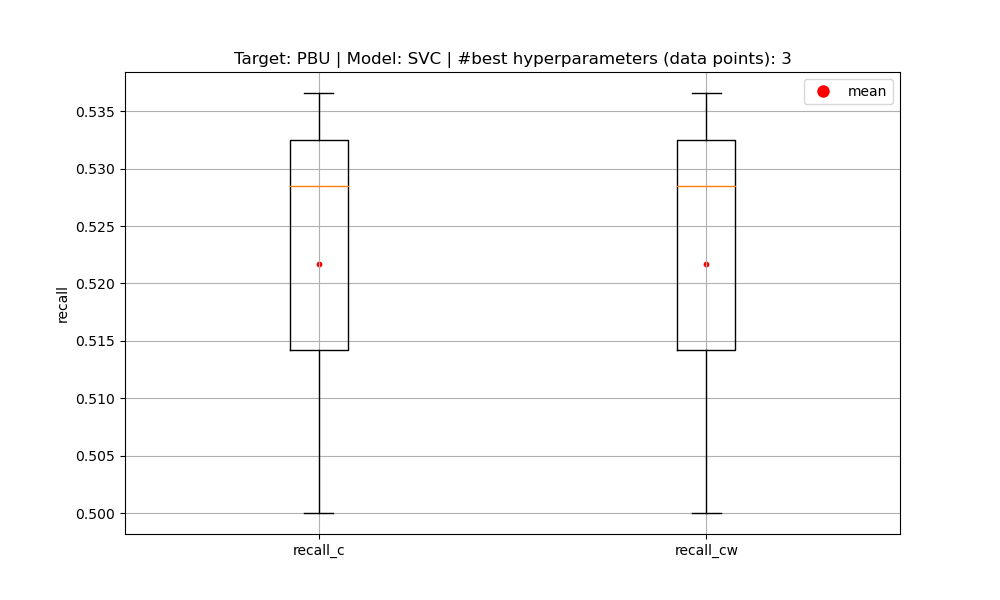 Target: PBU | Model: SVC | #best hyperparameters (data points): 3
mean
0.535
0.530
0.525
0.520
0.515
0.510
0.505
0.500
recall
recall_c
recall_cw